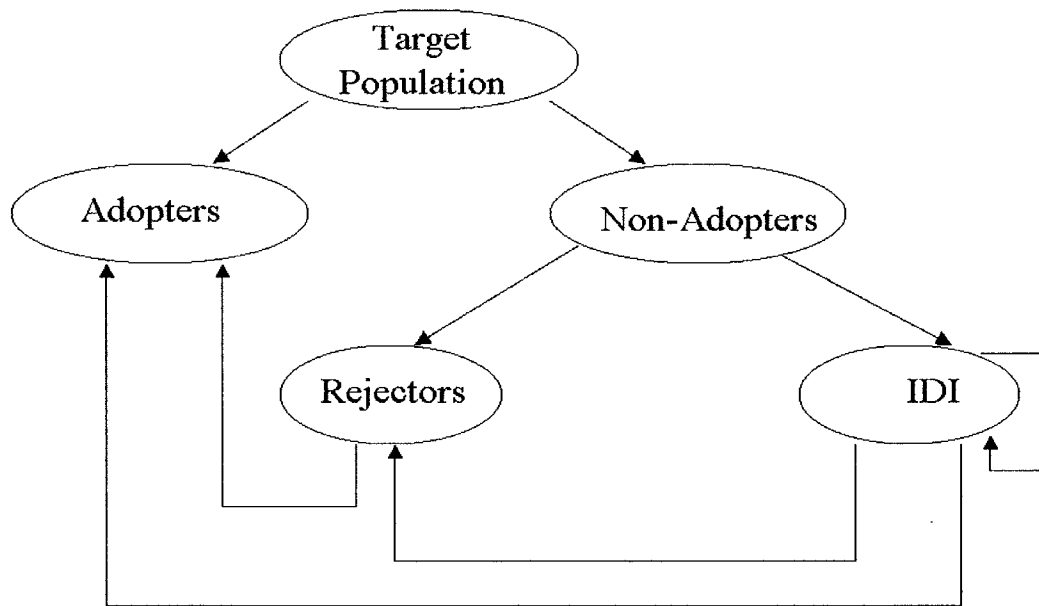 Target
Population
Adopters
Non-Adopters
Rejectors
IDI